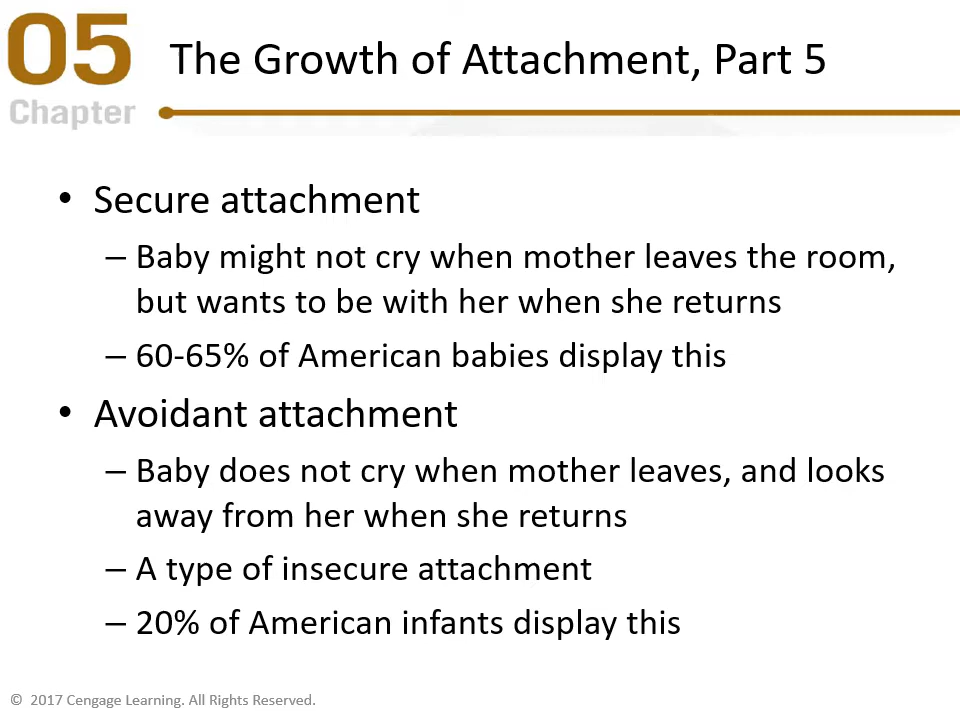 05
Chapter
The Growth of Attachment, Part 5
• Secure attachment
– Baby might not cry when mother leaves the room,
but wants to be with her when she returns
– 60-65% of American babies display this
• Avoidant attachment
– Baby does not cry when mother leaves, and looks
away from her when she returns
– A type of insecure attachment
– 20% of American infants display this
© 2017 Cengage Learning. All Rights Reserved.